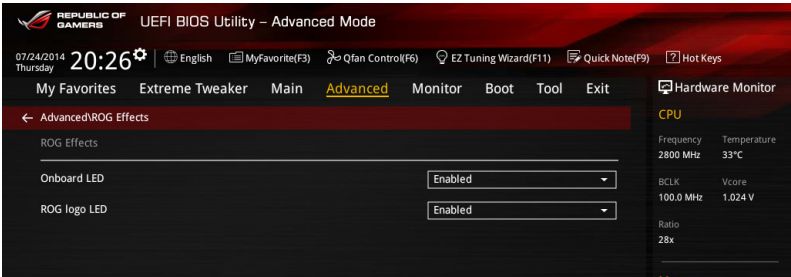 REPUBLIC OF
GAMERS
UEFI BIOS Utility – Advanced Mode
07/24/2014
Thursday
20:26
English
MyFavorite(F3)
Qfan Control(F6)
EZ Tuning Wizard(F11)
Quick Note(F9)
? Hot Keys
My Favorites Extreme Tweaker Main Advanced Monitor Boot Tool Exit
Hardware Monitor
← Advanced\ROG Effects
ROG Effects
Onboard LED Enabled
ROG logo LED Enabled
CPU
Frequency Temperature
2800 MHz 33°C
BCLK Vcore
100.0 MHz 1.024 V
Ratio
28x